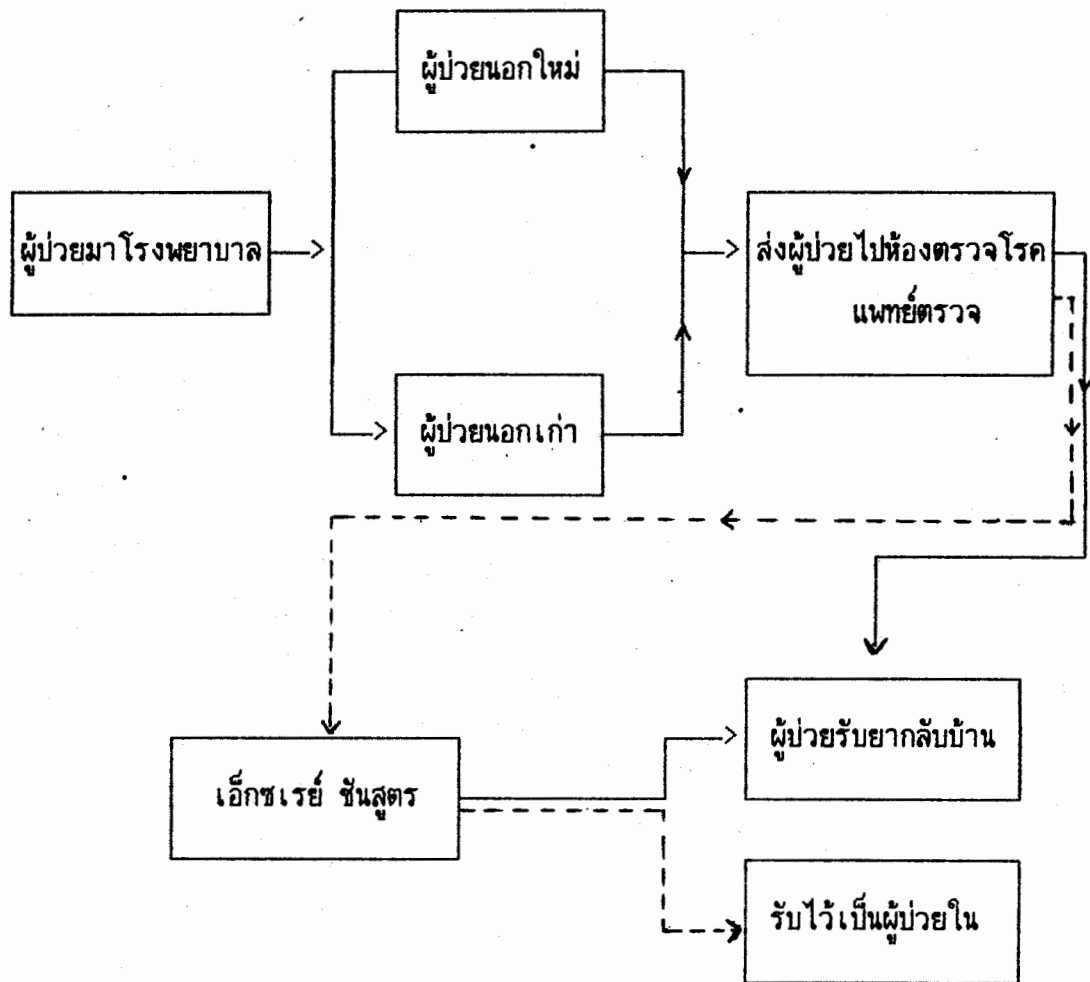 ผู้ป่วยนอกใหม่
ผู้ป่วยมาโรงพยาบาล
ส่งผู้ป่วยไปห้องตรวจโรค
แพทย์ตรวจ
ผู้ป่วยนอกเก่า
ผู้ป่วยรับยากลับบ้าน
เอ็กซเรย์ ชันสูตร
รับไว้เป็นผู้ป่วยใน